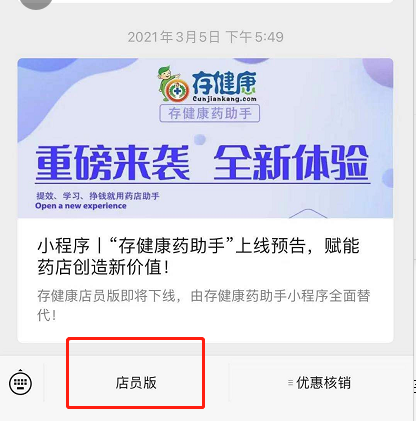 2021年3月5日 下午5:49
存健康
Cunjiankang.com
存健康药助手
重磅来袭 全新体验
提效、学习、挣钱就用药店助手
Open a new experience
小程序丨“存健康药助手”上线预告，赋能
药店创造新价值！
存健康店员版即将下线，由存健康药助手小程序全面替
代！
店员版
优惠核销